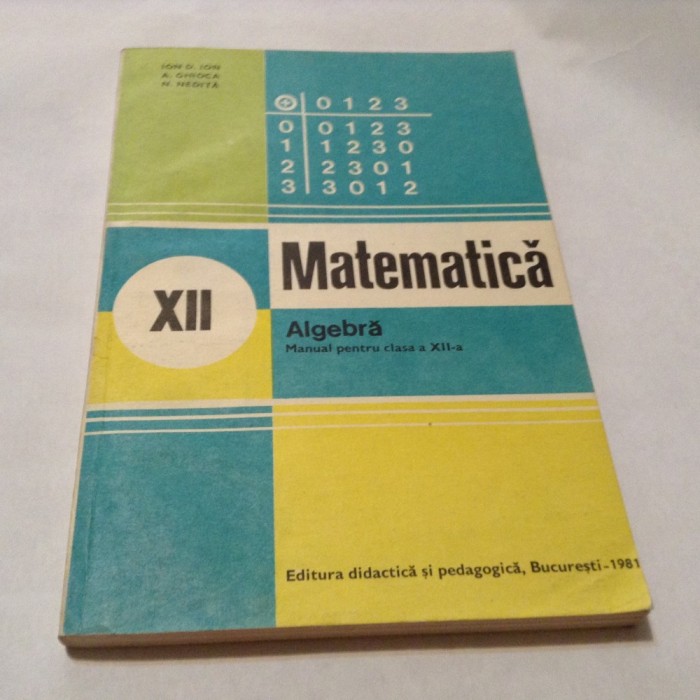 ION D. ION
A. GHIOCA
N. NEDIȚĂ
⊕ 0 1 2 3
0 0 1 2 3
1 1 2 3 0
2 2 3 0 1
3 3 0 1 2
Matematică
XII
Algebră
Manual pentru clasa a XII-a
Editura didactică și pedagogică, București-1981